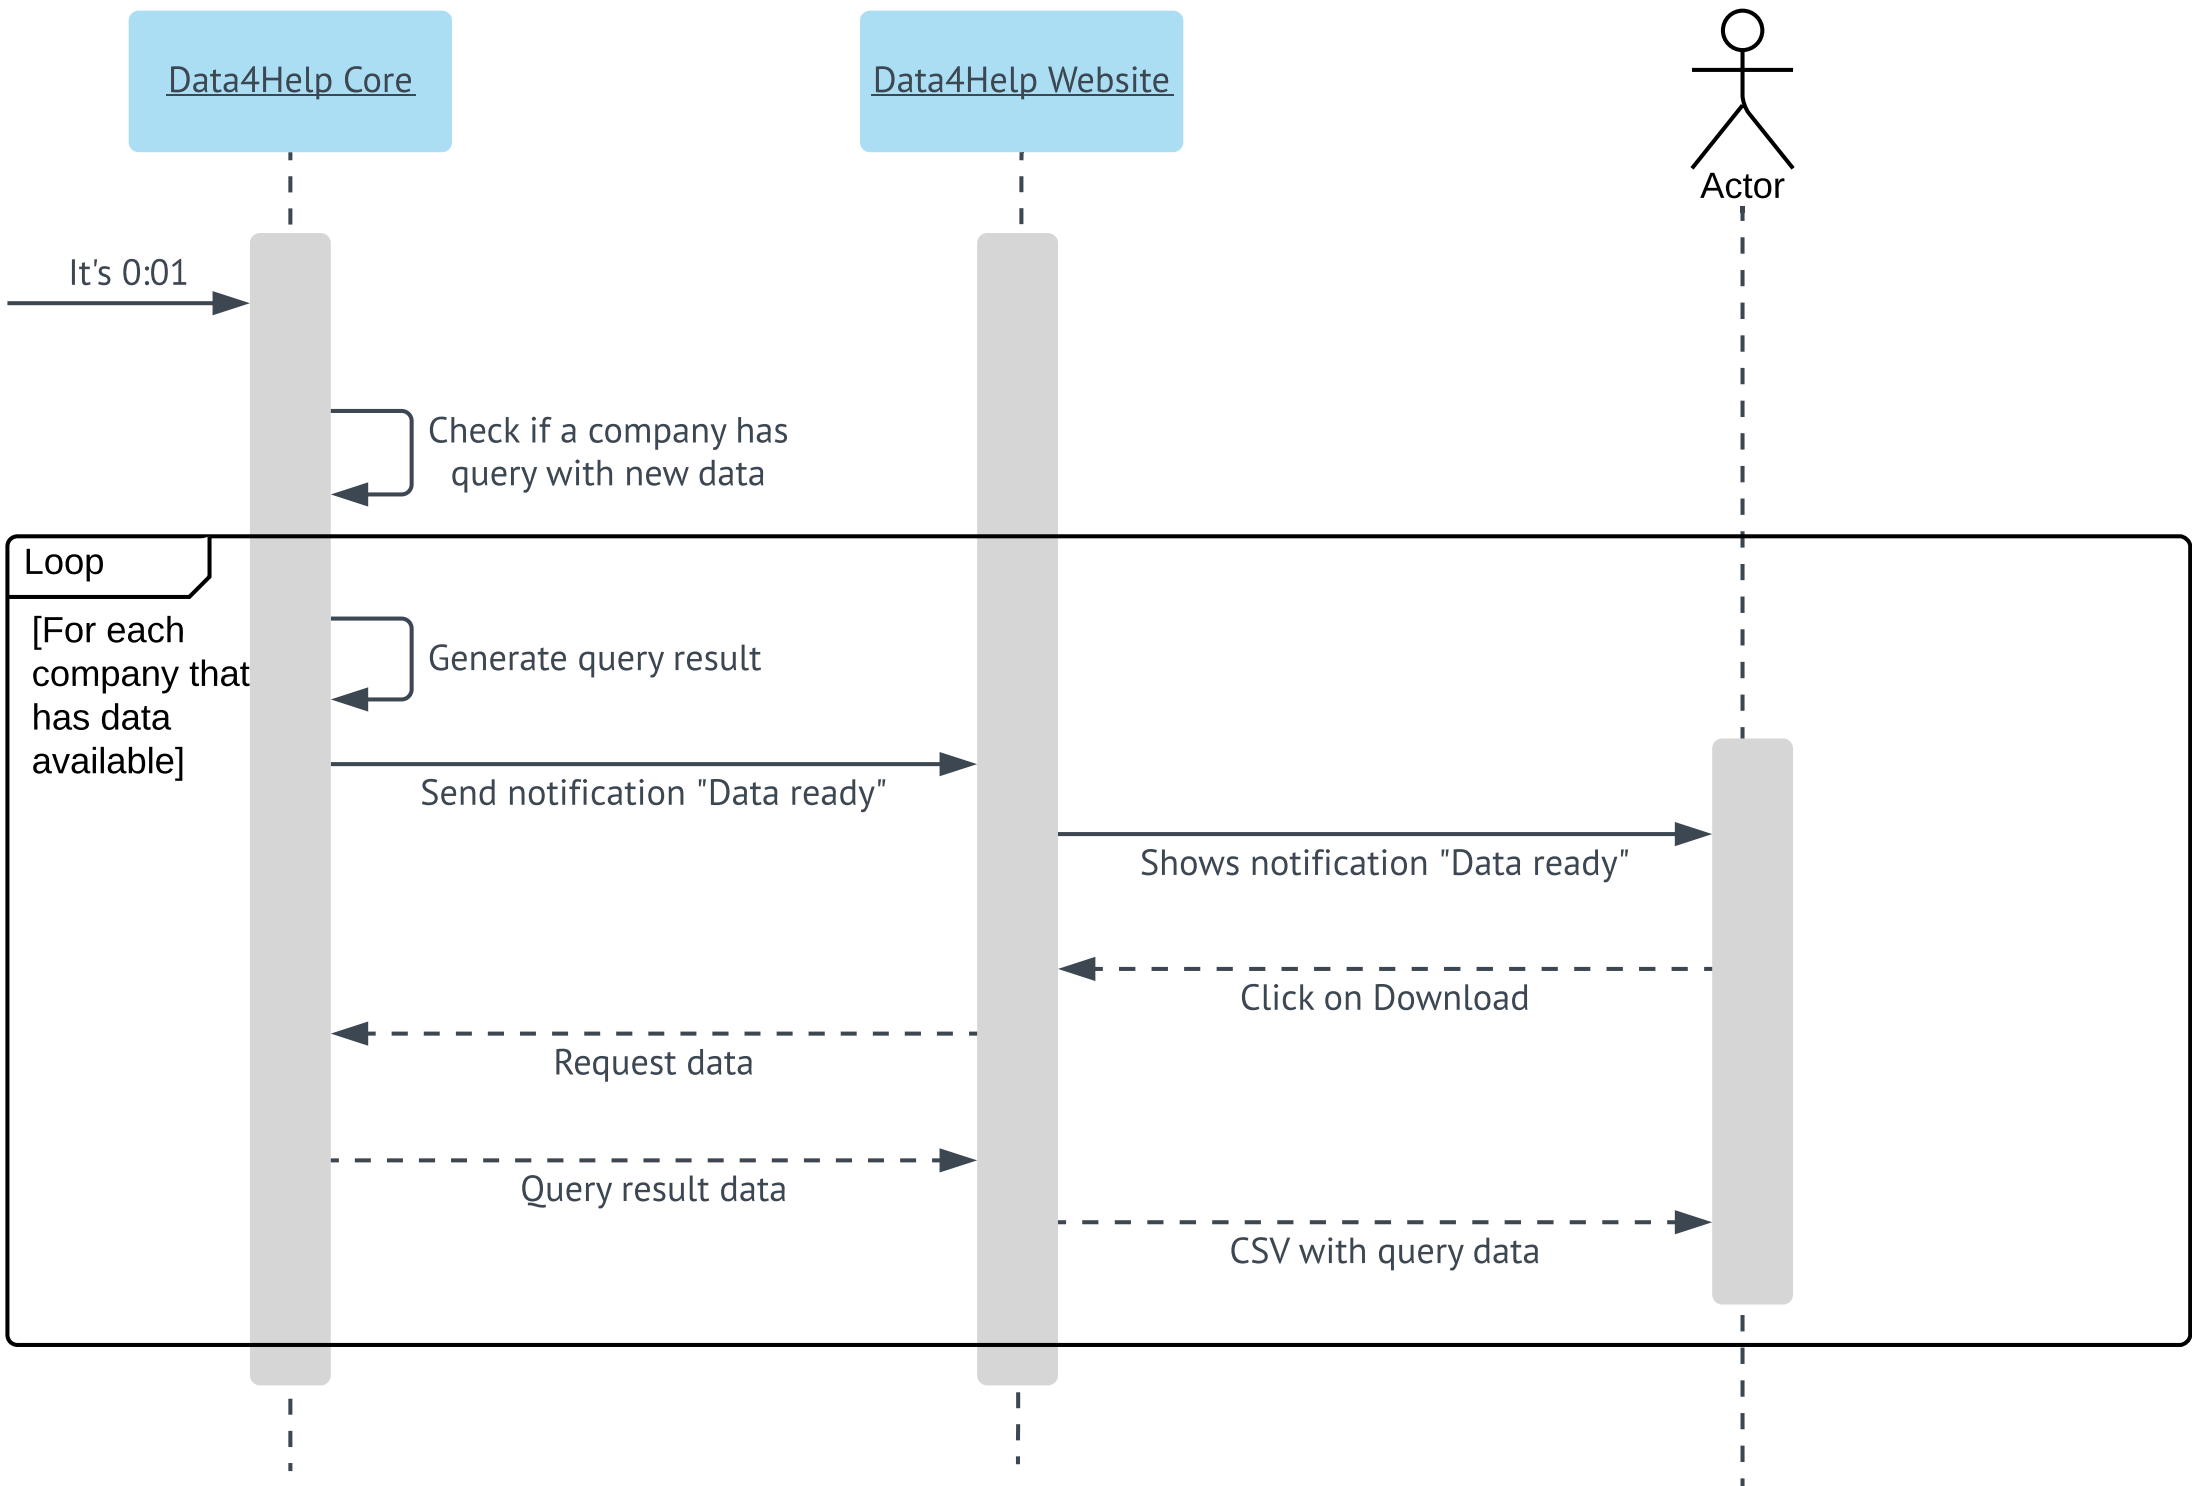 Data4Help Core
Data4Help Website
Actor
It's 0:01
Check if a company has
query with new data
Loop
[For each
company that
has data
available]
Generate query result
Send notification "Data ready"
Shows notification "Data ready"
Click on Download
Request data
Query result data
CSV with query data